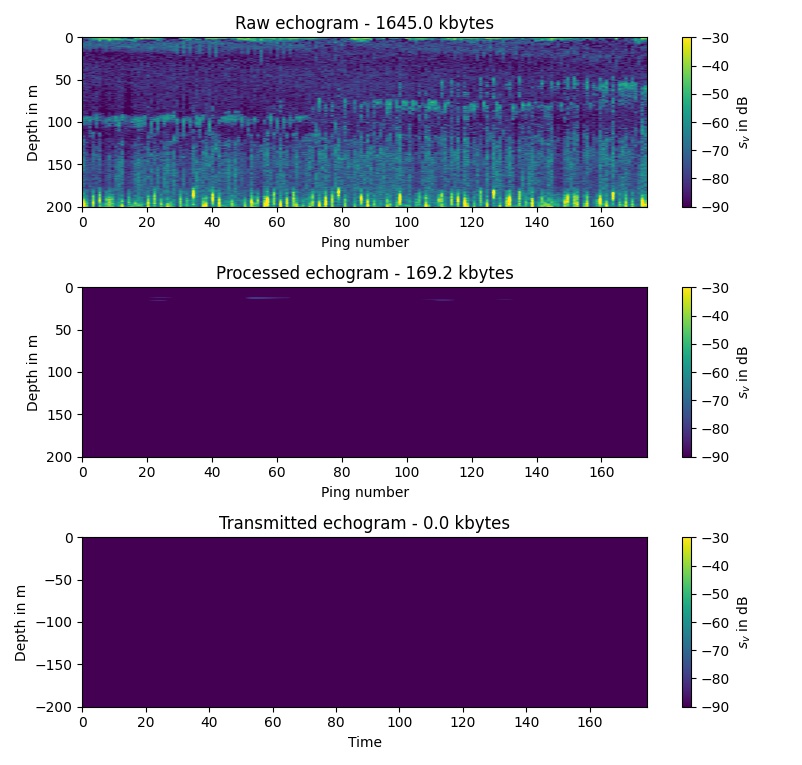 Raw echogram - 1645.0 kbytes
0
50
100
150
200
Depth in m
0 20 40 60 80 100 120 140 160
Ping number
−30
−40
−50
−60
−70
−80
−90
sv in dB
Processed echogram - 169.2 kbytes
0
50
100
150
200
Depth in m
0 20 40 60 80 100 120 140 160
Ping number
−30
−40
−50
−60
−70
−80
−90
sv in dB
Transmitted echogram - 0.0 kbytes
0
−50
−100
−150
−200
Depth in m
0 20 40 60 80 100 120 140 160
Time
−30
−40
−50
−60
−70
−80
−90
sv in dB